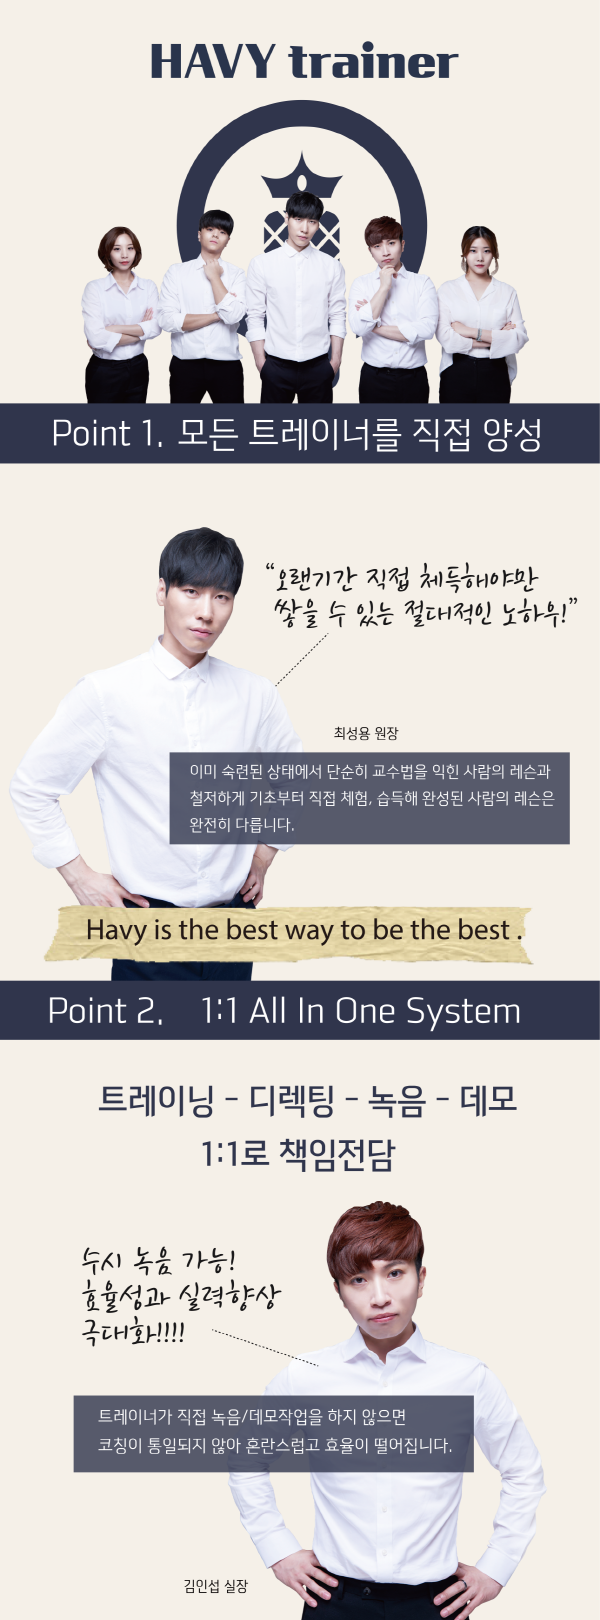 HAVY trainer
Point 1. 모든 트레이너를 직접 양성
“오랜기간 직접 체득해야만
쌓을 수 있는 절대적인 노하우!”
최성용 원장
이미 숙련된 상태에서 단순히 교수법을 익힌 사람의 레슨과
철저하게 기초부터 직접 체험, 습득해 완성된 사람의 레슨은
완전히 다릅니다.
Havy is the best way to be the best .
Point 2. 1:1 All In One System
트레이닝 - 디렉팅 - 녹음 - 데모
1:1로 책임전담
수시 녹음 가능!
효율성과 실력향상
극대화!!!!
트레이너가 직접 녹음/데모작업을 하지 않으면
코칭이 통일되지 않아 혼란스럽고 효율이 떨어집니다.
김인섭 실장